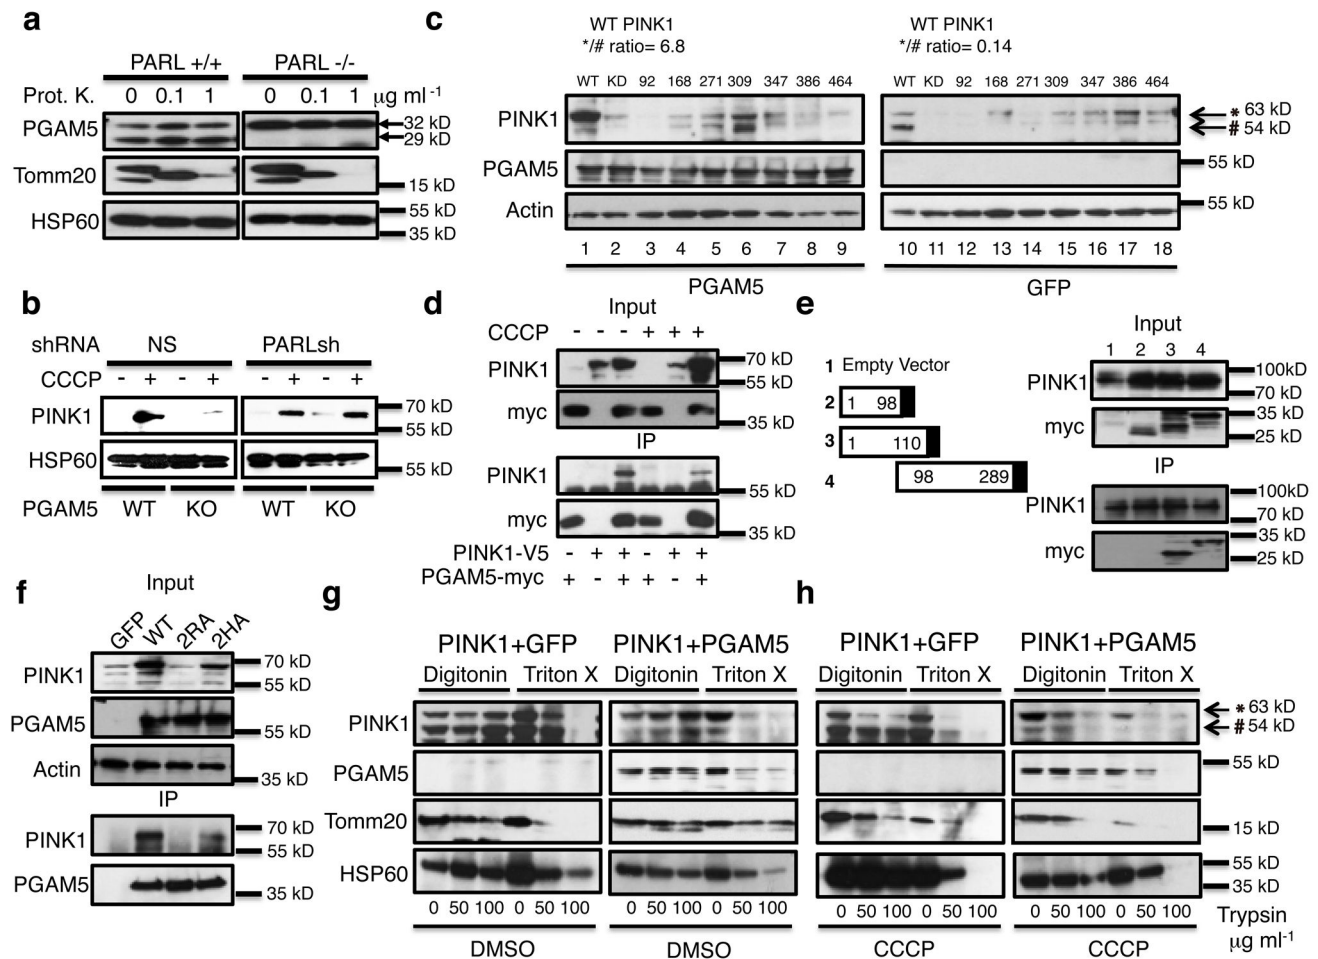 a
PARL +/+ PARL -/-
Prot. K. 0 0.1 1 0 0.1 1 μg ml-1
PGAM5 32 kD
29 kD
Tomm20 15 kD
HSP60 55 kD
35 kD
b
shRNA NS PARLsh
CCCP - + - + - + - +
PINK1 70 kD
55 kD
HSP60 55 kD
PGAM5 WT KO WT KO
c
WT PINK1 WT PINK1
*/# ratio= 6.8 */# ratio= 0.14
WT KD 92 168 271 309 347 386 464 WT KD 92 168 271 309 347 386 464
PINK1 * 63 kD
# 54 kD
PGAM5 55 kD
Actin 55 kD
1 2 3 4 5 6 7 8 9 10 11 12 13 14 15 16 17 18
PGAM5 GFP
d
Input
CCCP - - - + + +
PINK1 70 kD
55 kD
myc 35 kD
IP
PINK1 55 kD
myc 35 kD
PINK1-V5 - + + - + +
PGAM5-myc + - + + - +
e
1 Empty Vector
2 1 98
3 1 110
4 98 289
Input
1 2 3 4
PINK1 100kD
70 kD
myc 35 kD
25 kD
IP
PINK1 100kD
70 kD
myc 35 kD
25 kD
f
Input
GFP WT 2RA 2HA
PINK1 70 kD
55 kD
PGAM5 55 kD
Actin 35 kD
IP
PINK1 70 kD
55 kD
PGAM5 35 kD
g
PINK1+GFP PINK1+PGAM5
Digitonin Triton X Digitonin Triton X
PINK1
PGAM5
Tomm20
HSP60
0 50 100 0 50 100 0 50 100 0 50 100
DMSO DMSO
h
PINK1+GFP PINK1+PGAM5
Digitonin Triton X Digitonin Triton X
* 63 kD
# 54 kD
55 kD
15 kD
55 kD
35 kD
0 50 100 0 50 100 0 50 100 0 50 100 Trypsin
μg ml-1
CCCP CCCP